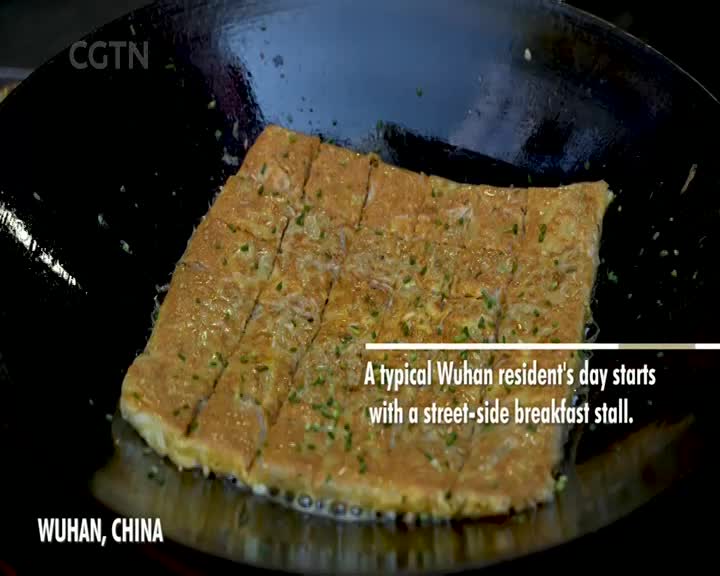 CGTN
A typical Wuhan resident's day starts
with a street-side breakfast stall.
WUHAN, CHINA